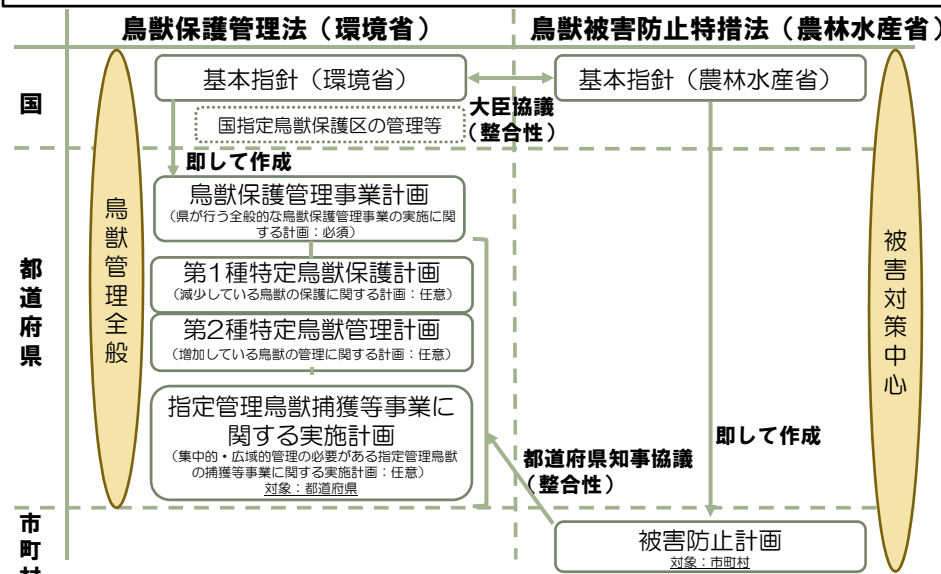 鳥獣保護管理法（環境省）
鳥獣被害防止特措法（農林水産省）
国
基本指針（環境省）
基本指針（農林水産省）
大臣協議
（整合性）
国指定鳥獣保護区の管理等
即して作成
鳥獣管理全般
都道府県
鳥獣保護管理事業計画
（県が行う全般的な鳥獣保護管理事業の実施に関
する計画：必須）
第1種特定鳥獣保護計画
（減少している鳥獣の保護に関する計画：任意）
第2種特定鳥獣管理計画
（増加している鳥獣の管理に関する計画：任意）
指定管理鳥獣捕獲等事業に
関する実施計画
（集中的・広域的管理の必要がある指定管理鳥獣
の捕獲等事業に関する実施計画：任意）
対象：都道府県
都道府県知事協議
（整合性）
即して作成
被害対策中心
市町村
被害防止計画
対象：市町村